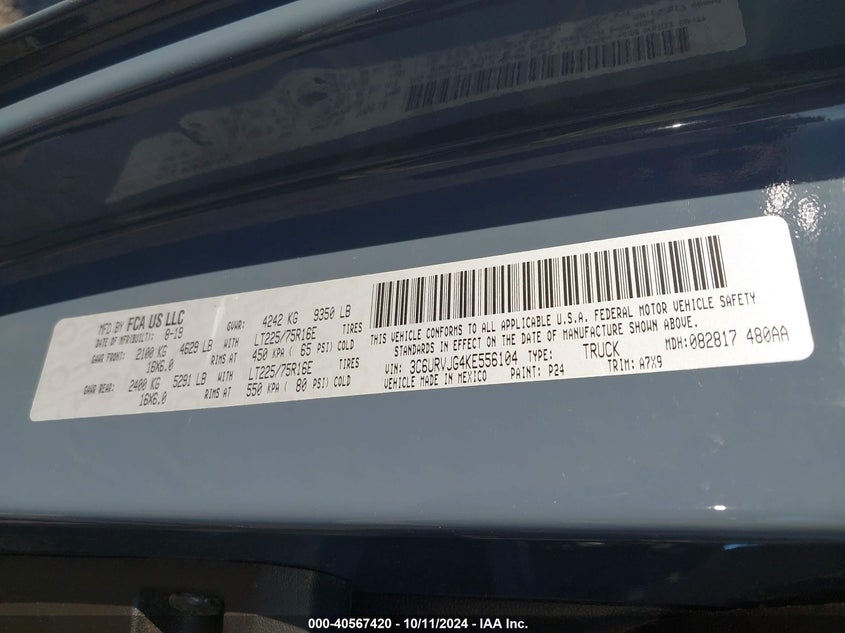 MFD BY FCA US LLC
DATE OF MFR(BUILT): 8-19 GVWR: 4242 KG 9350 LB
GAWR FRONT: 2100 KG 4629 LB WITH LT225/75R16E TIRES
16X6.0 RIMS AT 450 KPA ( 65 PSI) COLD
GAWR REAR: 2400 KG 5291 LB WITH LT225/75R16E TIRES
16X6.0 RIMS AT 550 KPA ( 80 PSI) COLD
THIS VEHICLE CONFORMS TO ALL APPLICABLE U.S.A. FEDERAL MOTOR VEHICLE SAFETY
STANDARDS IN EFFECT ON THE DATE OF MANUFACTURE SHOWN ABOVE.
VIN: 3C6URVJG4KE556104 TYPE: TRUCK MDH: 082817 480AA
VEHICLE MADE IN MEXICO PAINT: P24 TRIM: A7X9
000-40567420 - 10/11/2024 - IAA Inc.